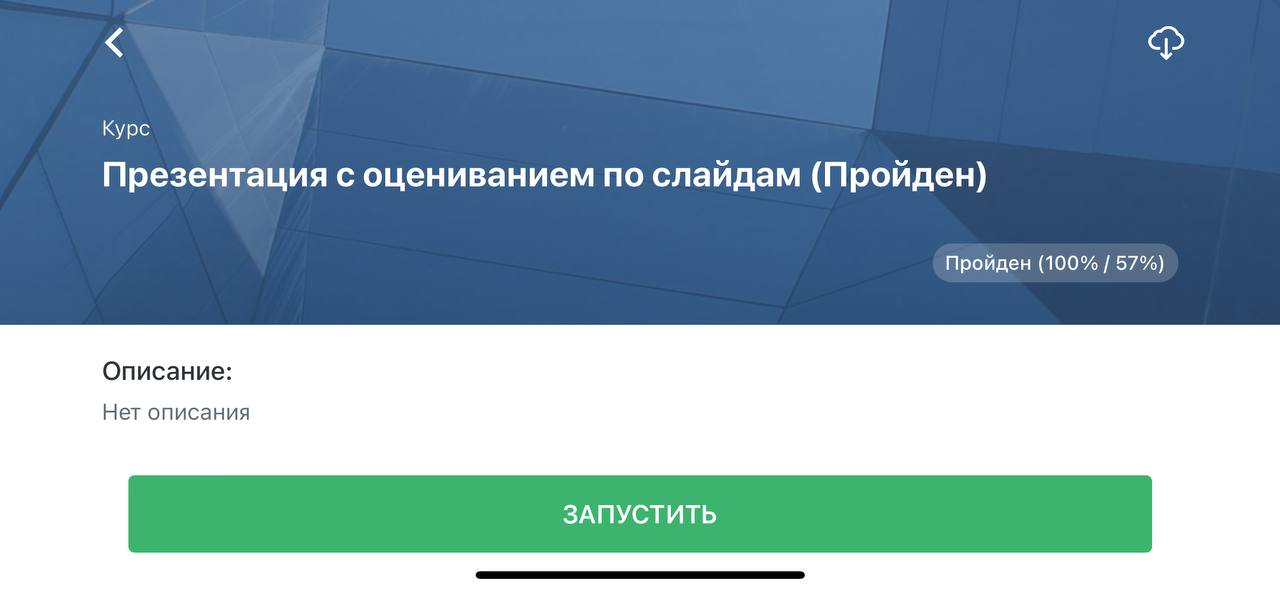 Курс
Презентация с оцениванием по слайдам (Пройден)
Пройден (100% / 57%)
Описание:
Нет описания
ЗАПУСТИТЬ